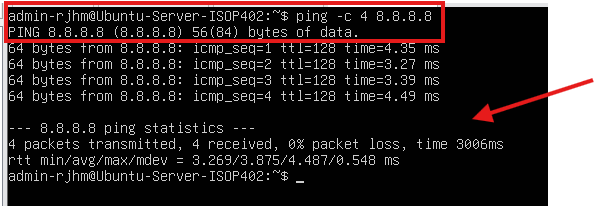 admin-rjhm@Ubuntu-Server-ISOP402:~$ ping -c 4 8.8.8.8
PING 8.8.8.8 (8.8.8.8) 56(84) bytes of data.
64 bytes from 8.8.8.8: icmp_seq=1 ttl=128 time=4.35 ms
64 bytes from 8.8.8.8: icmp_seq=2 ttl=128 time=3.27 ms
64 bytes from 8.8.8.8: icmp_seq=3 ttl=128 time=3.39 ms
64 bytes from 8.8.8.8: icmp_seq=4 ttl=128 time=4.49 ms
--- 8.8.8.8 ping statistics ---
4 packets transmitted, 4 received, 0% packet loss, time 3006ms
rtt min/avg/max/mdev = 3.269/3.875/4.487/0.548 ms
admin-rjhm@Ubuntu-Server-ISOP402:~$ _